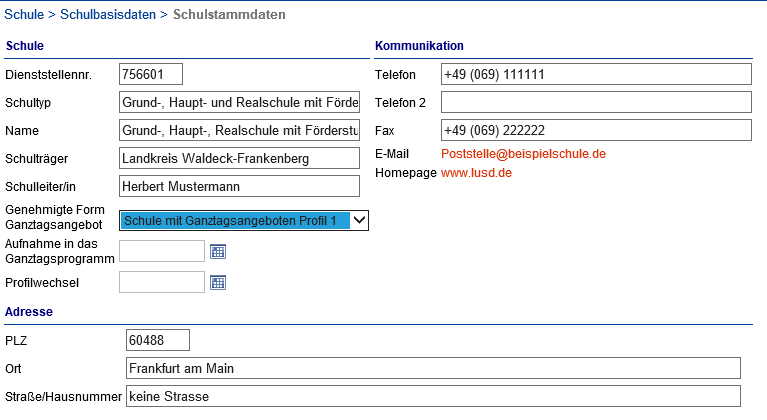 Schule > Schulbasisdaten > Schulstammdaten
Schule
Dienststellennr. 756601
Schultyp Grund-, Haupt- und Realschule mit Förde
Name Grund-, Haupt-, Realschule mit Förderstu
Schulträger Landkreis Waldeck-Frankenberg
Schulleiter/in Herbert Mustermann
Genehmigte Form
Ganztagsangebot Schule mit Ganztagsangeboten Profil 1
Aufnahme in das
Ganztagsprogramm
Profilwechsel
Kommunikation
Telefon +49 (069) 111111
Telefon 2
Fax +49 (069) 222222
E-Mail Poststelle@beispielschule.de
Homepage www.lusd.de
Adresse
PLZ 60488
Ort Frankfurt am Main
Straße/Hausnummer keine Strasse